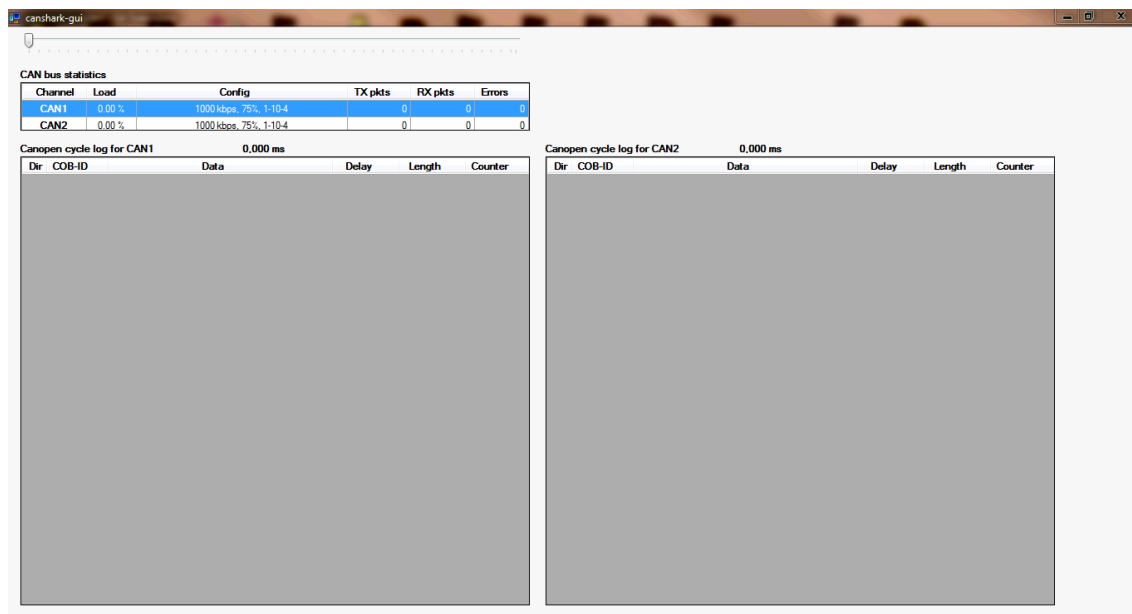 canshark-gui
CAN bus statistics
Channel Load Config TX pkts RX pkts Errors
CAN1 0.00 % 1000 kbps, 75%, 1-10-4 0 0 0
CAN2 0.00 % 1000 kbps, 75%, 1-10-4 0 0 0
Canopen cycle log for CAN1 0,000 ms
Dir COB-ID Data Delay Length Counter
Canopen cycle log for CAN2 0,000 ms
Dir COB-ID Data Delay Length Counter